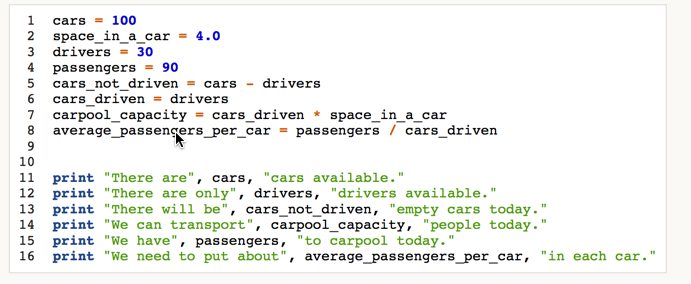 1 cars = 100
2 space_in_a_car = 4.0
3 drivers = 30
4 passengers = 90
5 cars_not_driven = cars - drivers
6 cars_driven = drivers
7 carpool_capacity = cars_driven * space_in_a_car
8 average_passengers_per_car = passengers / cars_driven
9
10
11 print "There are", cars, "cars available."
12 print "There are only", drivers, "drivers available."
13 print "There will be", cars_not_driven, "empty cars today."
14 print "We can transport", carpool_capacity, "people today."
15 print "We have", passengers, "to carpool today."
16 print "We need to put about", average_passengers_per_car, "in each car."